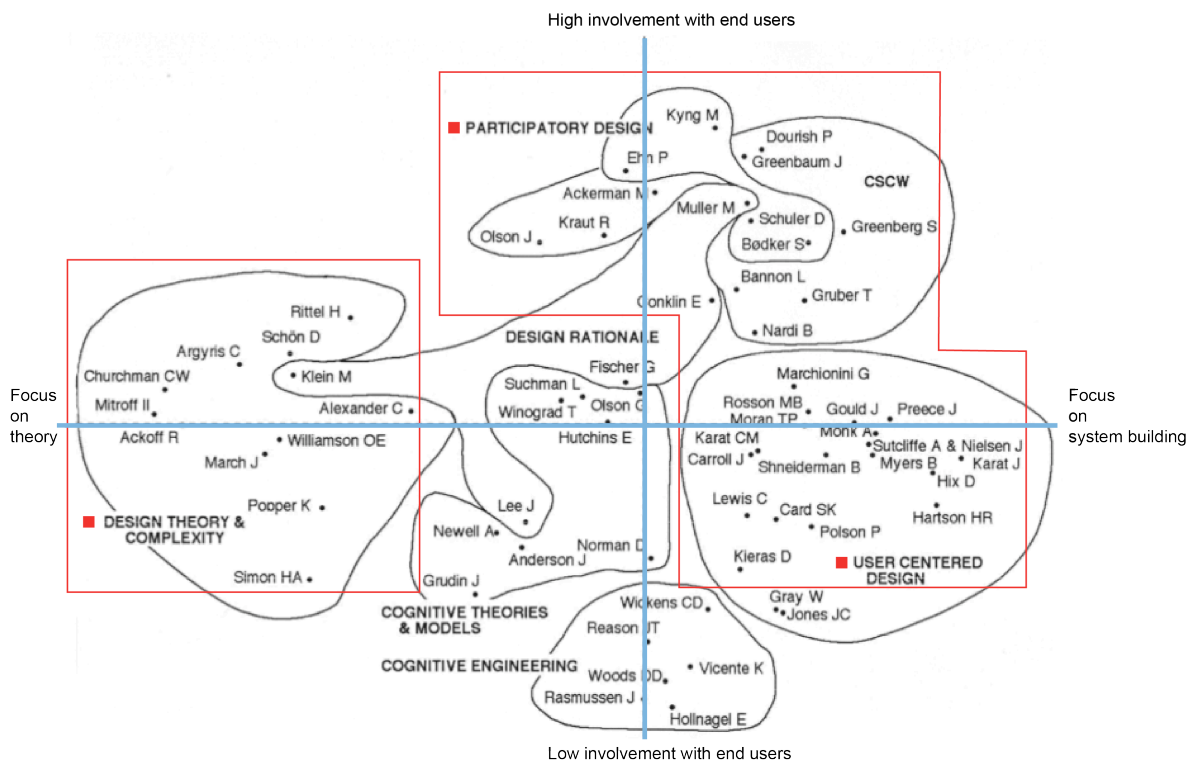 High involvement with end users
Kyng M
PARTICIPATORY DESIGN
Dourish P
Greenbaum J
Ehn P
CSCW
Ackerman M
Muller M
Schuler D
Kraut R
Olson J
Greenberg S
Bødker S
Bannon L
Gruber T
Conklin E
Rittel H
Nardi B
Schön D
DESIGN RATIONALE
Argyris C
Fischer G
Churchman CW
Klein M
Suchman L
Marchionini G
Focus
on
theory
Mitroff II
Alexander C
Winograd T
Olson G
Rosson MB
Gould J
Preece J
Moran TP
Focus
on
system building
Ackoff R
Williamson OE
Hutchins E
Monk A
Karat CM
Sutcliffe A & Nielsen J
March J
Carroll J
Shneiderman B
Myers B
Karat J
Hix D
Popper K
Lee J
Lewis C
Card SK
Hartson HR
DESIGN THEORY &
COMPLEXITY
Newell A
Polson P
Anderson J
Norman D
Kieras D
USER CENTERED
DESIGN
Simon HA
Grudin J
Gray W
Jones JC
COGNITIVE THEORIES
& MODELS
Wickens CD
Reason JT
COGNITIVE ENGINEERING
Woods DD
Vicente K
Rasmussen J
Hollnagel E
Low involvement with end users